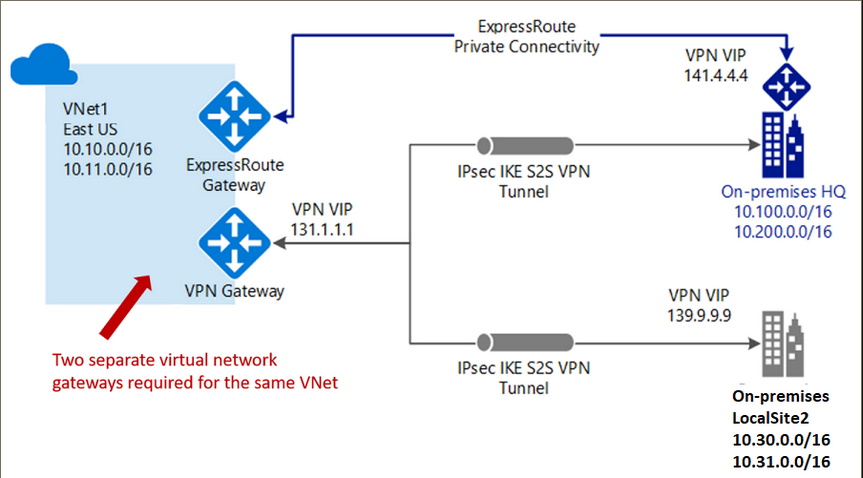 ExpressRoute
Private Connectivity
VPN VIP
141.4.4.4
VNet1
East US
10.10.0.0/16
10.11.0.0/16
ExpressRoute
Gateway
IPsec IKE S2S VPN
Tunnel
On-premises HQ
10.100.0.0/16
10.200.0.0/16
VPN VIP
131.1.1.1
VPN Gateway
VPN VIP
139.9.9.9
Two separate virtual network
gateways required for the same VNet
IPsec IKE S2S VPN
Tunnel
On-premises
LocalSite2
10.30.0.0/16
10.31.0.0/16